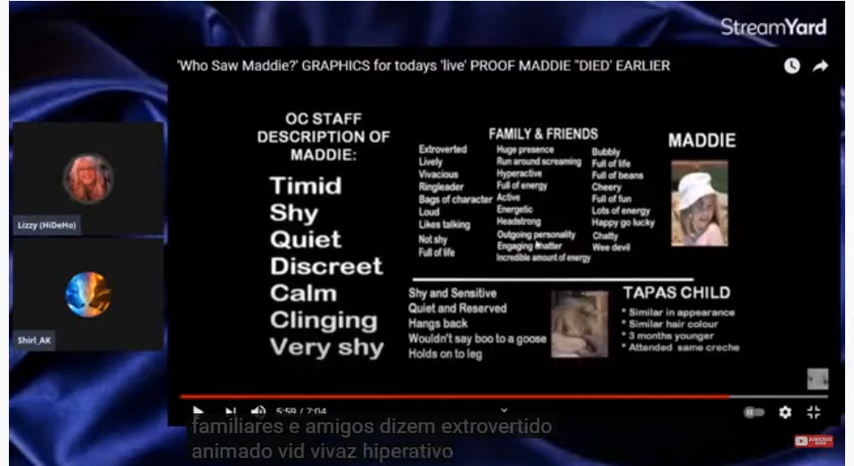 StreamYard
'Who Saw Maddie?' GRAPHICS for todays 'live' PROOF MADDIE "DIED' EARLIER
OC STAFF
DESCRIPTION OF
MADDIE:
Timid
Shy
Quiet
Discreet
Calm
Clinging
Very shy
FAMILY & FRIENDS
Extroverted
Lively
Vivacious
Ringleader
Bags of character
Loud
Likes talking
Not shy
Full of life
Huge presence
Run around screaming
Hyperactive
Full of energy
Active
Energetic
Headstrong
Outgoing personality
Engaging chatter
Incredible amount of energy
Bubbly
Full of life
Full of beans
Cheery
Full of fun
Lots of energy
Happy go lucky
Chatty
Wee devil
MADDIE
Shy and Sensitive
Quiet and Reserved
Hangs back
Wouldn't say boo to a goose
Holds on to leg
TAPAS CHILD
* Similar in appearance
* Similar hair colour
* 3 months younger
* Attended same creche
Lizzy (HiDeHo)
Shirl_AK
5:59 / 7:04
familiares e amigos dizem extrovertido
animado vid vivaz hiperativo
SUBSCRIBE
NOW